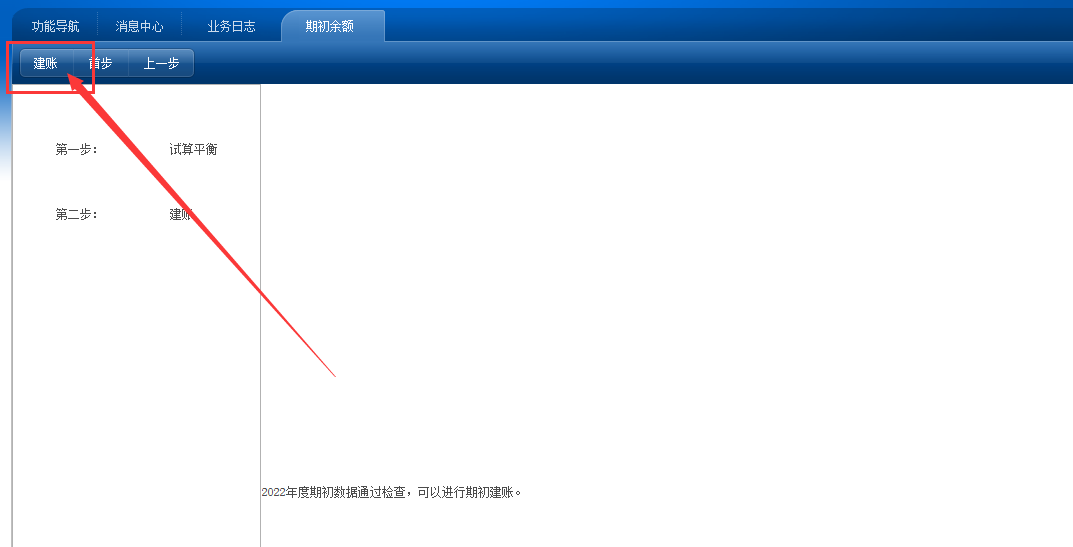 功能导航 消息中心 业务日志 期初余额
建账 首步 上一步
第一步： 试算平衡
第二步： 建账
2022年度期初数据通过检查，可以进行期初建账。